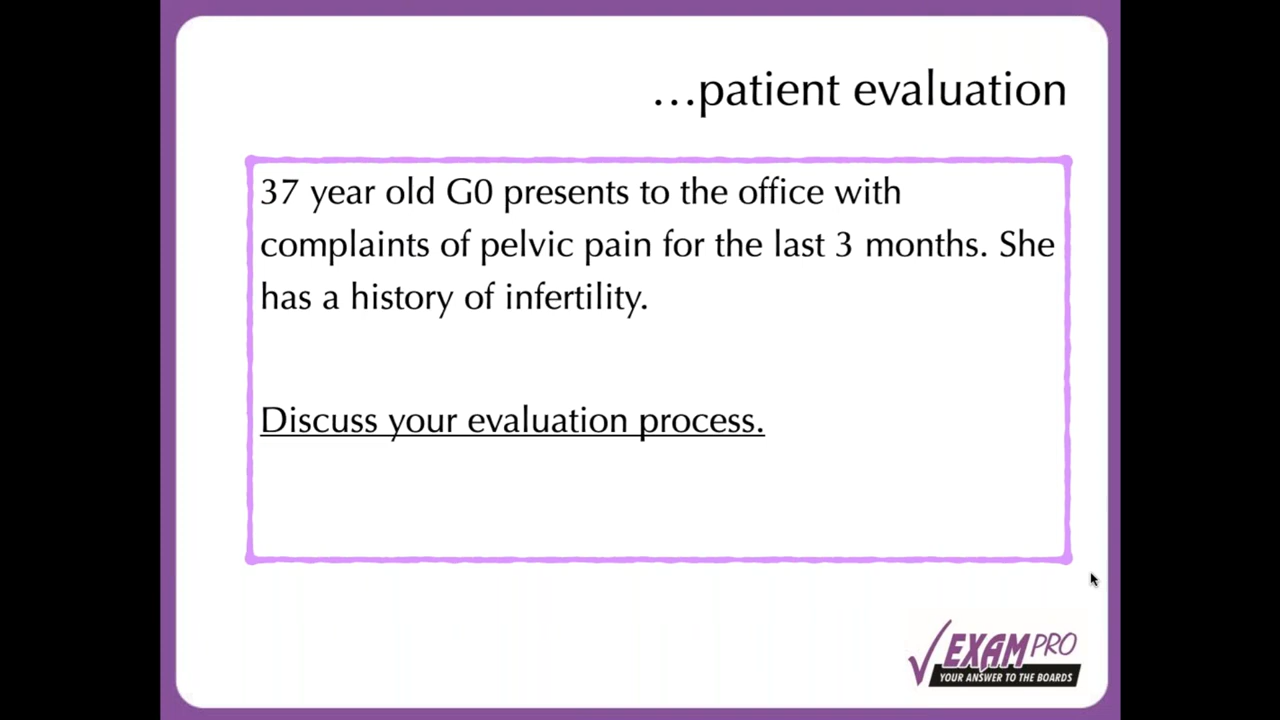 ...patient evaluation
37 year old G0 presents to the office with
complaints of pelvic pain for the last 3 months. She
has a history of infertility.
Discuss your evaluation process.
EXAM PRO
YOUR ANSWER TO THE BOARDS